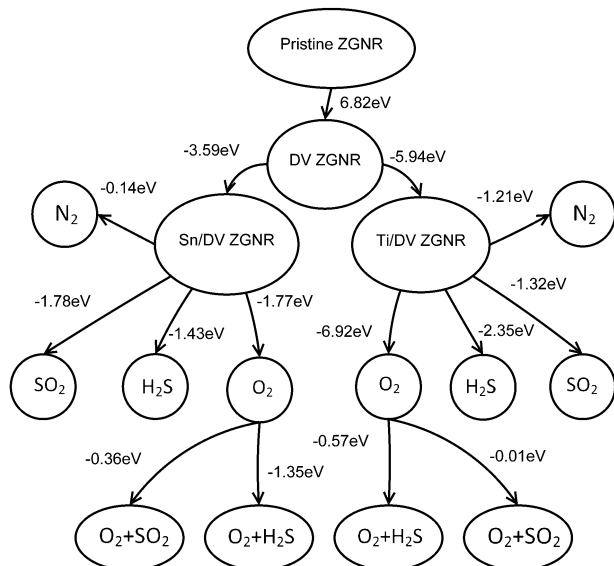 Pristine ZGNR
6.82eV
-3.59eV
DV ZGNR
-5.94eV
-0.14eV
-1.21eV
N₂
Sn/DV ZGNR
Ti/DV ZGNR
N₂
-1.78eV
-1.43eV
-1.77eV
-6.92eV
-2.35eV
-1.32eV
SO₂
H₂S
O₂
O₂
H₂S
SO₂
-0.36eV
-1.35eV
-0.57eV
-0.01eV
O₂+SO₂
O₂+H₂S
O₂+H₂S
O₂+SO₂